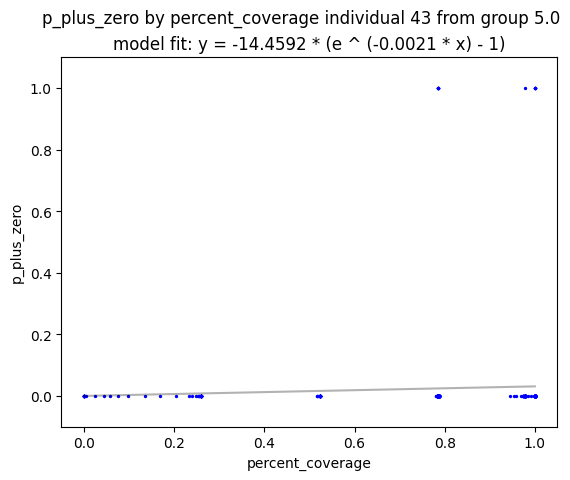 p_plus_zero by percent_coverage individual 43 from group 5.0
model fit: y = -14.4592 * (e ^ (-0.0021 * x) - 1)
1.0
0.8
0.6
0.4
0.2
0.0
p_plus_zero
0.0 0.2 0.4 0.6 0.8 1.0
percent_coverage